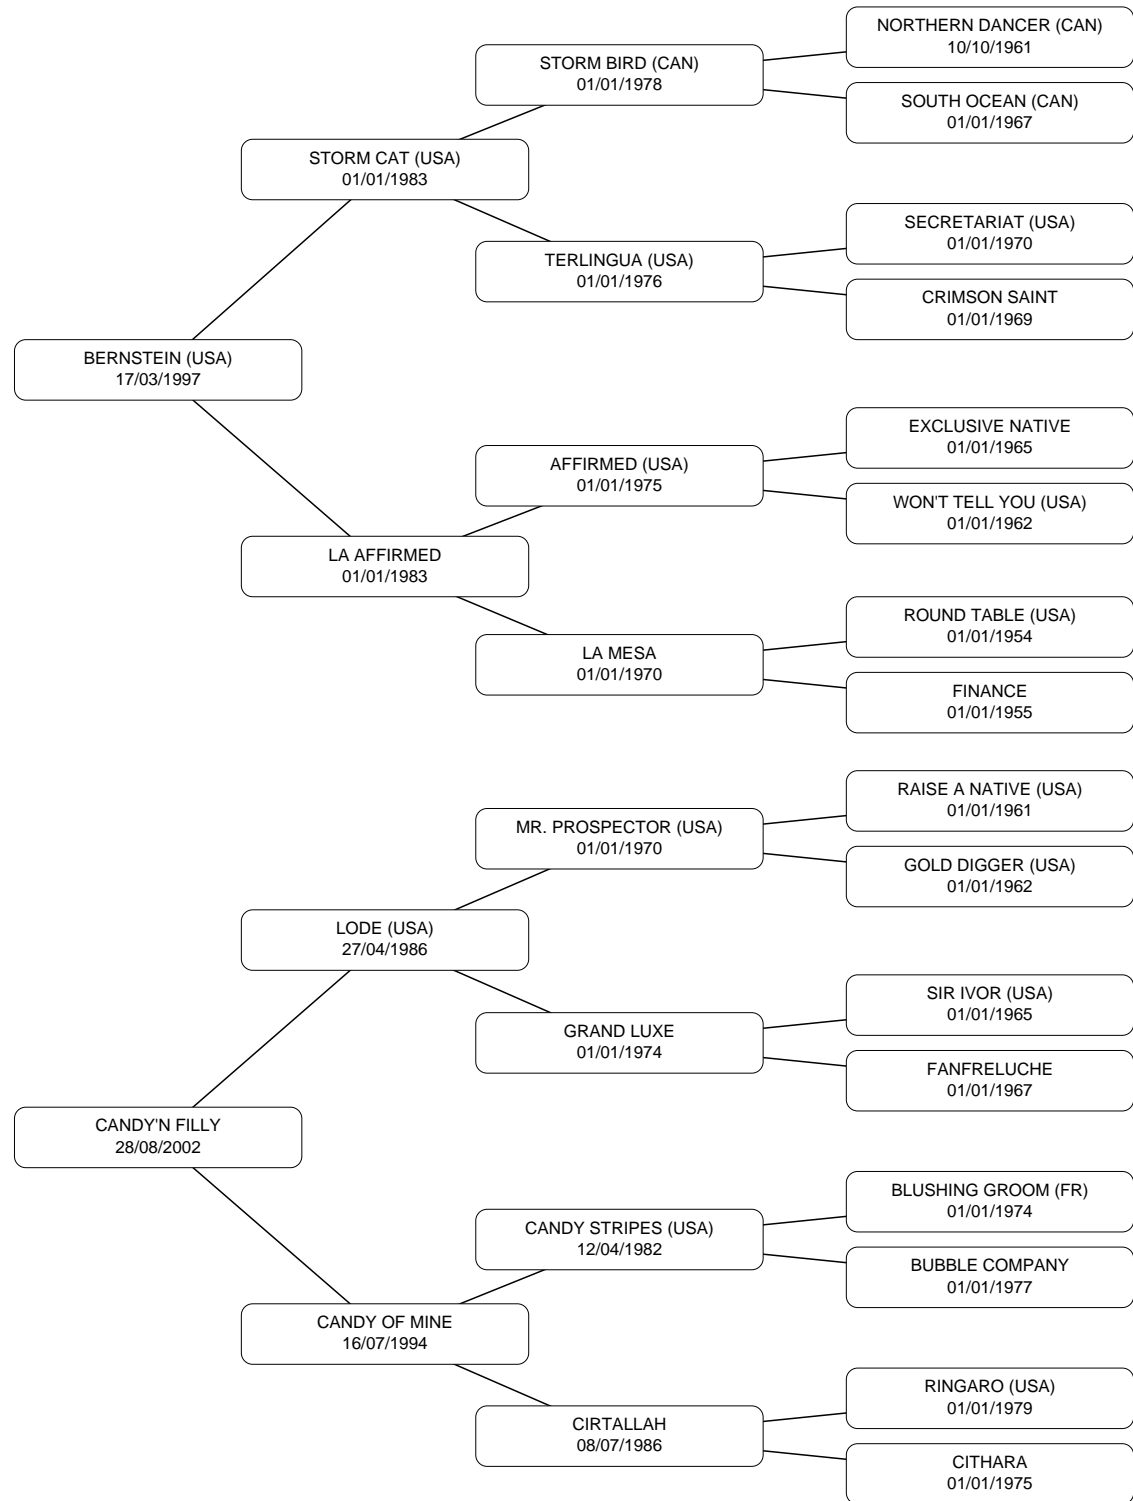 NORTHERN DANCER (CAN)
10/10/1961
STORM BIRD (CAN)
01/01/1978
SOUTH OCEAN (CAN)
01/01/1967
STORM CAT (USA)
01/01/1983
SECRETARIAT (USA)
01/01/1970
TERLINGUA (USA)
01/01/1976
CRIMSON SAINT
01/01/1969
BERNSTEIN (USA)
17/03/1997
EXCLUSIVE NATIVE
01/01/1965
AFFIRMED (USA)
01/01/1975
WON'T TELL YOU (USA)
01/01/1962
LA AFFIRMED
01/01/1983
ROUND TABLE (USA)
01/01/1954
LA MESA
01/01/1970
FINANCE
01/01/1955
RAISE A NATIVE (USA)
01/01/1961
MR. PROSPECTOR (USA)
01/01/1970
GOLD DIGGER (USA)
01/01/1962
LODE (USA)
27/04/1986
SIR IVOR (USA)
01/01/1965
GRAND LUXE
01/01/1974
FANFRELUCHE
01/01/1967
CANDY'N FILLY
28/08/2002
BLUSHING GROOM (FR)
01/01/1974
CANDY STRIPES (USA)
12/04/1982
BUBBLE COMPANY
01/01/1977
CANDY OF MINE
16/07/1994
RINGARO (USA)
01/01/1979
CIRTALLAH
08/07/1986
CITHARA
01/01/1975